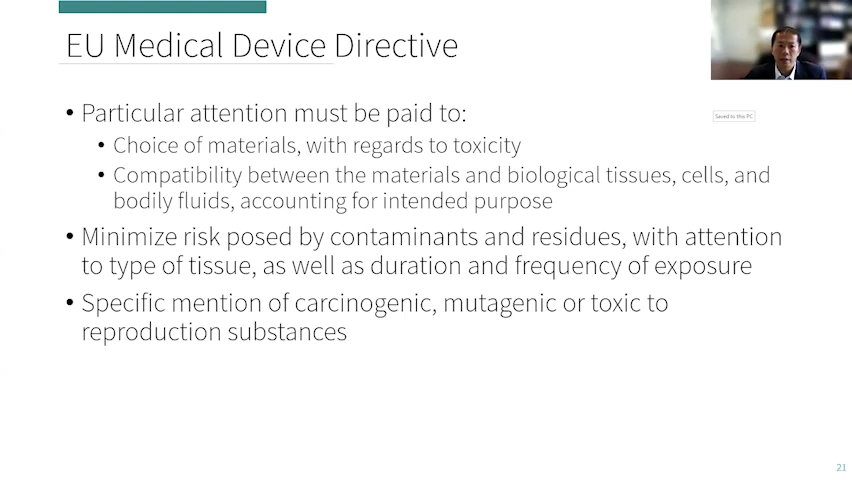 EU Medical Device Directive
Saved to this PC
• Particular attention must be paid to:
• Choice of materials, with regards to toxicity
• Compatibility between the materials and biological tissues, cells, and
bodily fluids, accounting for intended purpose
• Minimize risk posed by contaminants and residues, with attention
to type of tissue, as well as duration and frequency of exposure
• Specific mention of carcinogenic, mutagenic or toxic to
reproduction substances
21